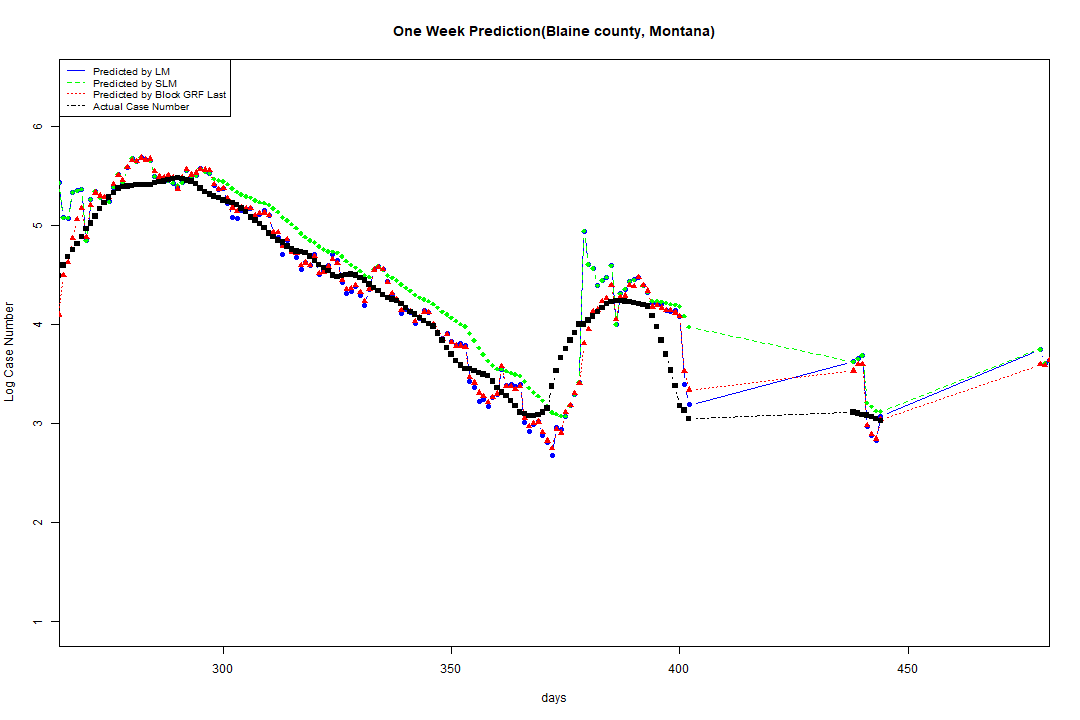 One Week Prediction(Blaine county, Montana)
Predicted by LM
Predicted by SLM
Predicted by Block GRF Last
Actual Case Number
Log Case Number
6
5
4
3
2
1
300 350 400 450
days